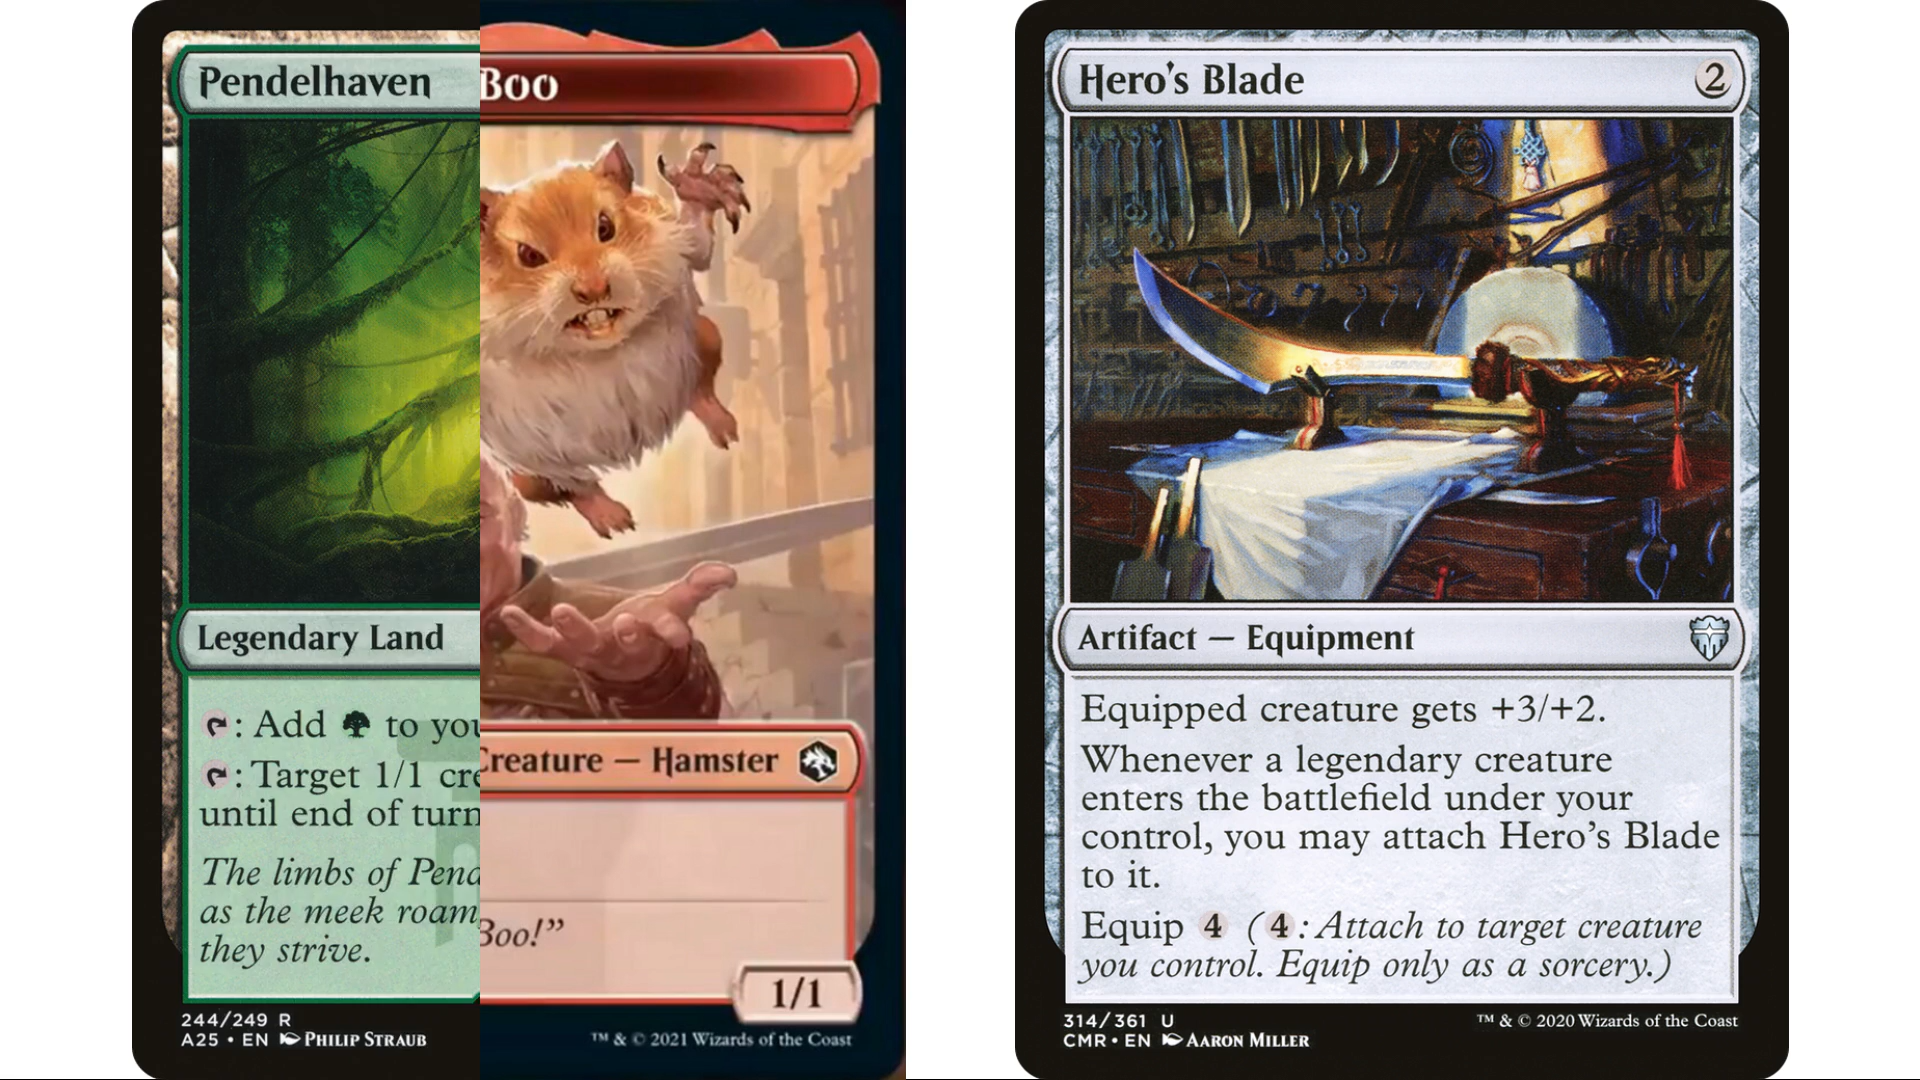 Pendelhaven
Legendary Land
: Add to you
: Target 1/1 cre
until end of turn
The limbs of Pend
as the meek roam
they strive.
244/249 R
A25 • EN PHILIP STRAUB
Boo
Creature — Hamster
Boo!”
1/1
™ & © 2021 Wizards of the Coast
Hero's Blade 2
Artifact — Equipment
Equipped creature gets +3/+2.
Whenever a legendary creature
enters the battlefield under your
control, you may attach Hero's Blade
to it.
Equip 4 (4: Attach to target creature
you control. Equip only as a sorcery.)
314/361 U
CMR • EN AARON MILLER
™ & © 2020 Wizards of the Coast